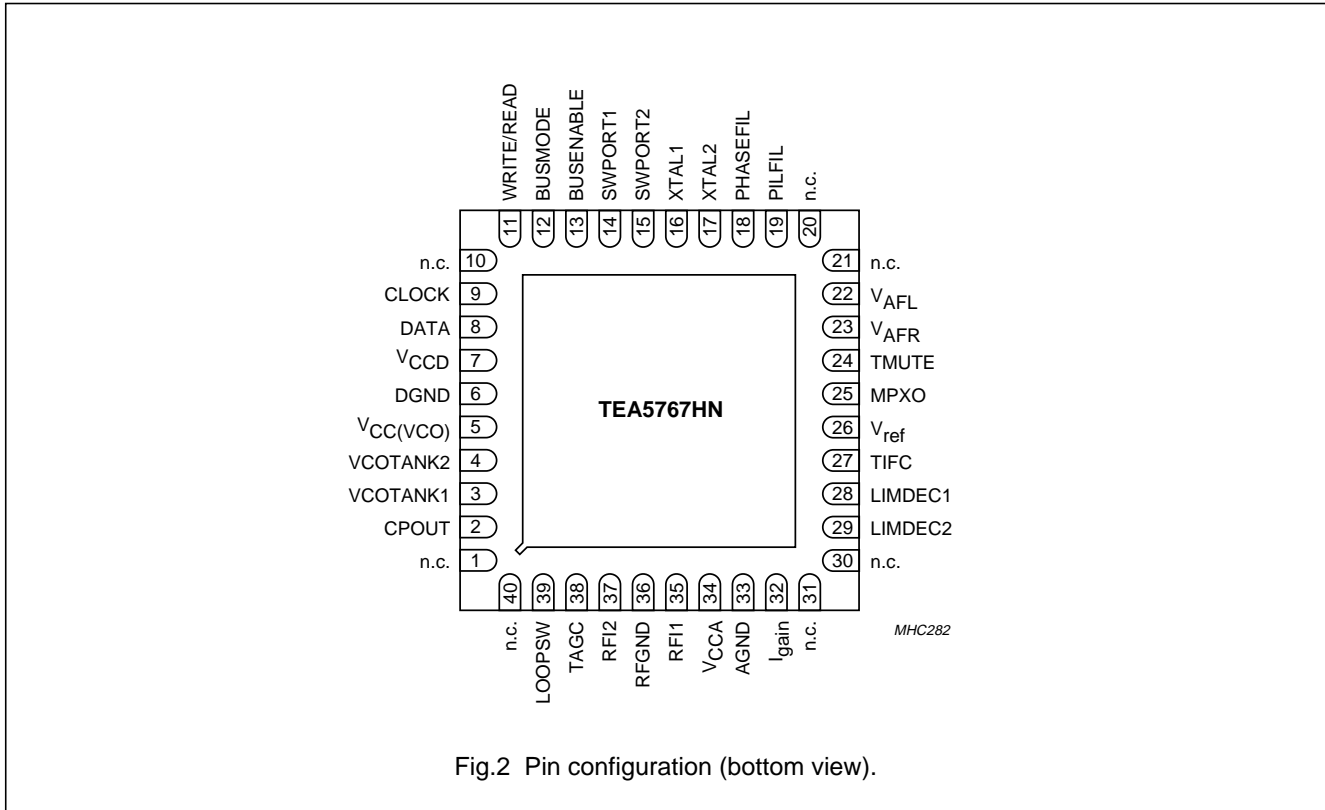 WRITE/READ
BUSMODE
BUSENABLE
SWPORT1
SWPORT2
XTAL1
XTAL2
PHASEFIL
PILFIL
n.c.
11
12
13
14
15
16
17
18
19
20
n.c. 10
CLOCK 9
DATA 8
VCCD 7
DGND 6
VCC(VCO) 5
VCOTANK2 4
VCOTANK1 3
CPOUT 2
n.c. 1
TEA5767HN
21 n.c.
22 VAFL
23 VAFR
24 TMUTE
25 MPXO
26 Vref
27 TIFC
28 LIMDEC1
29 LIMDEC2
30 n.c.
40
39
38
37
36
35
34
33
32
31
n.c.
LOOPSW
TAGC
RFI2
RFGND
RFI1
VCCA
AGND
Igain
n.c.
MHC282
Fig.2 Pin configuration (bottom view).